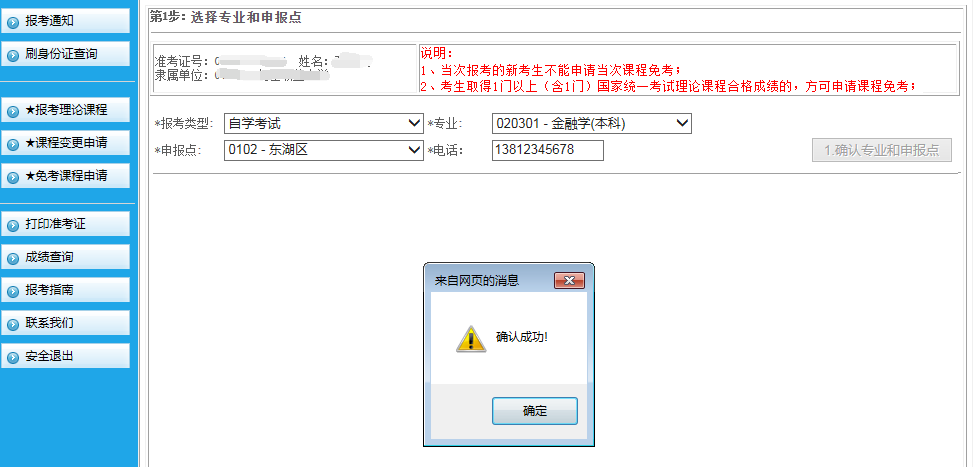 报考通知
刷身份证查询
★报考理论课程
★课程变更申请
★免考课程申请
打印准考证
成绩查询
报考指南
联系我们
安全退出
第1步：选择专业和申报点
准考证号：0 姓名：
隶属单位：0
说明：
1、当次报考的新考生不能申请当次课程免考；
2、考生取得1门以上（含1门）国家统一考试理论课程合格成绩的，方可申请课程免考；
*报考类型： 自学考试 *专业： 020301 - 金融学(本科)
*申报点： 0102 - 东湖区 *电话： 13812345678
1.确认专业和申报点
来自网页的消息
确认成功!
确定